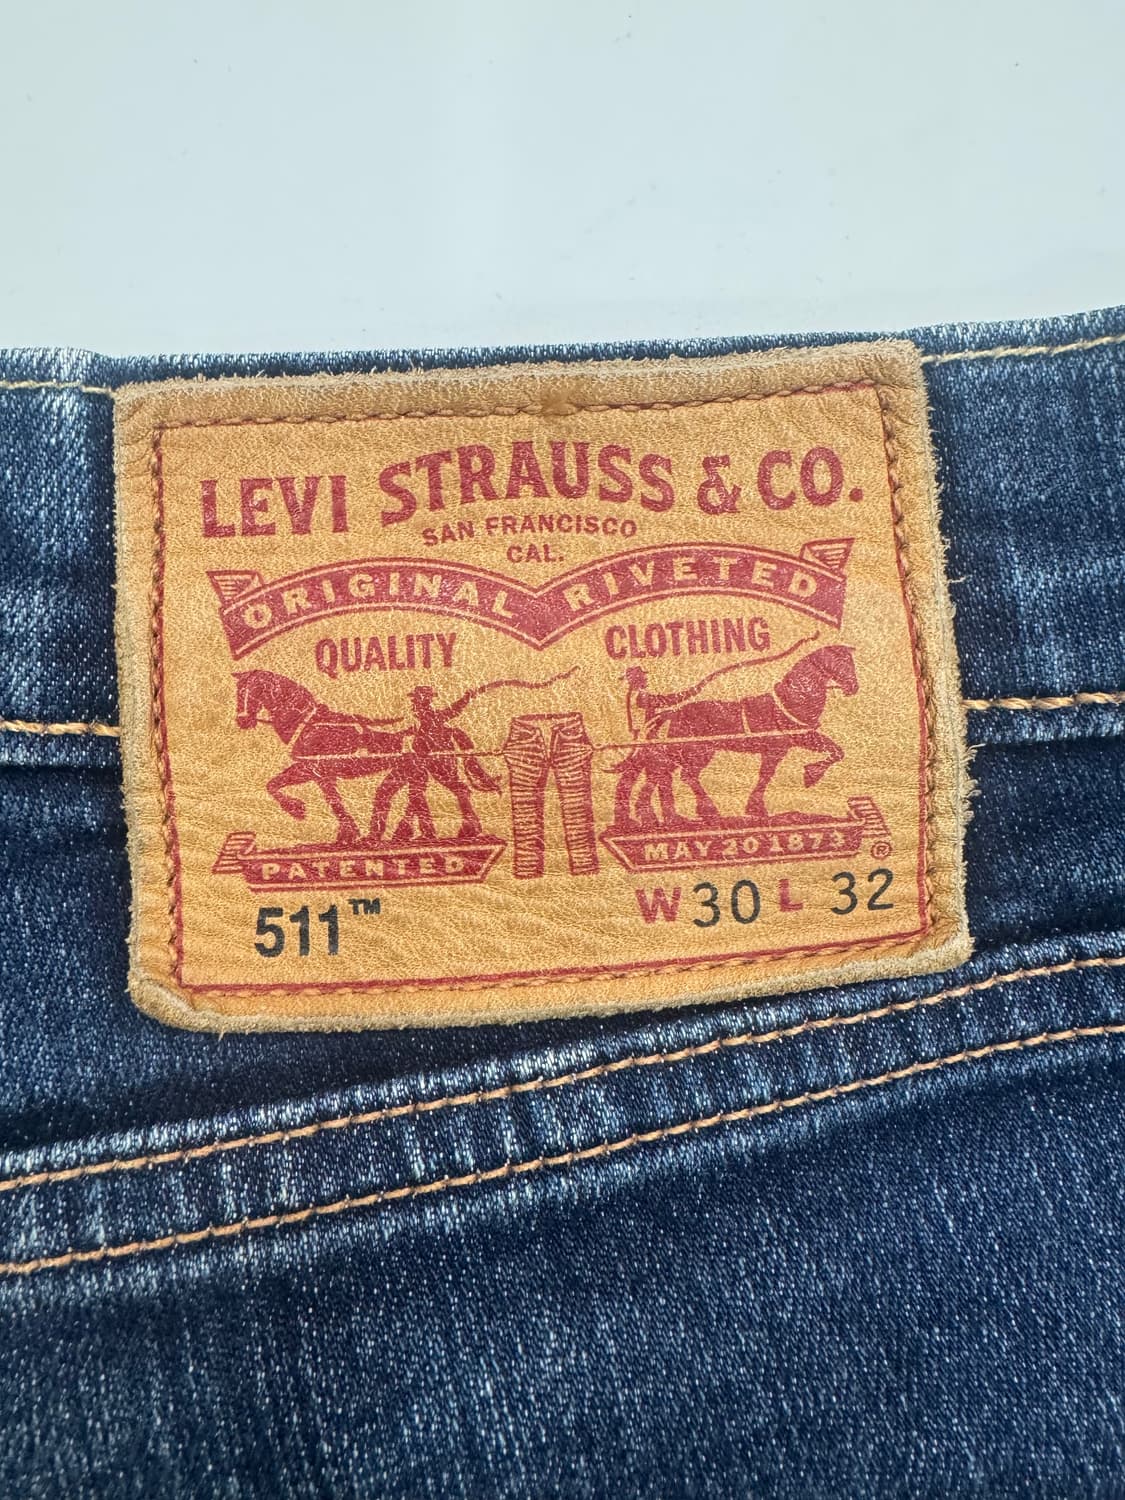 LEVI STRAUSS & CO.
SAN FRANCISCO
CAL.
ORIGINAL RIVETED
QUALITY CLOTHING
PATENTED MAY 20 1873 ®
511™ W30 L 32